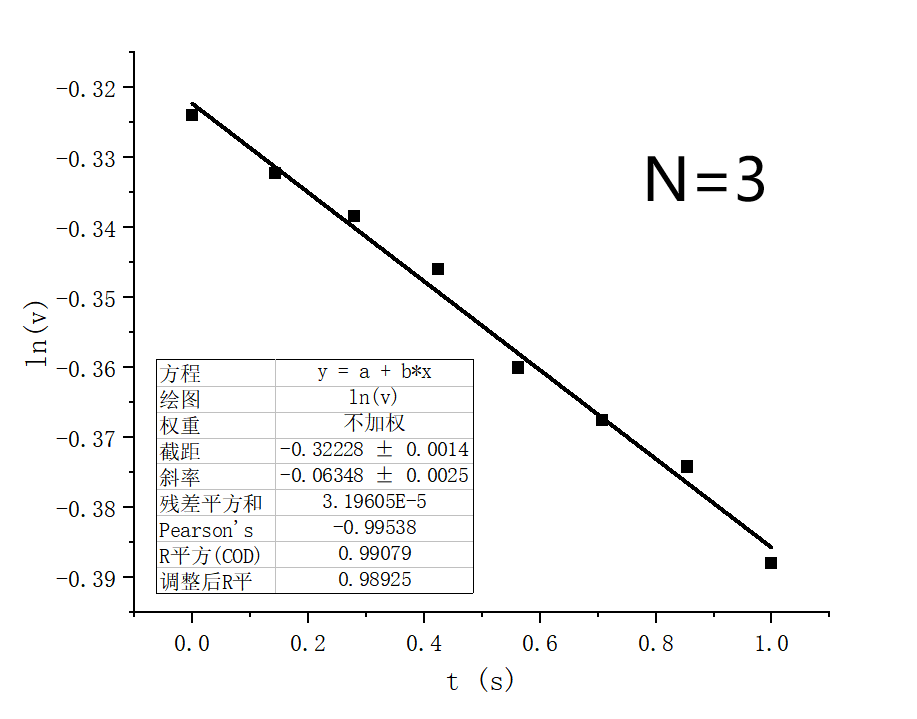 -0.32
-0.33
-0.34
-0.35
-0.36
-0.37
-0.38
-0.39
ln(v)
N=3
方程 y = a + b*x
绘图 ln(v)
权重 不加权
截距 -0.32228 ± 0.0014
斜率 -0.06348 ± 0.0025
残差平方和 3.19605E-5
Pearson's -0.99538
R平方(COD) 0.99079
调整后R平 0.98925
0.0 0.2 0.4 0.6 0.8 1.0
t (s)